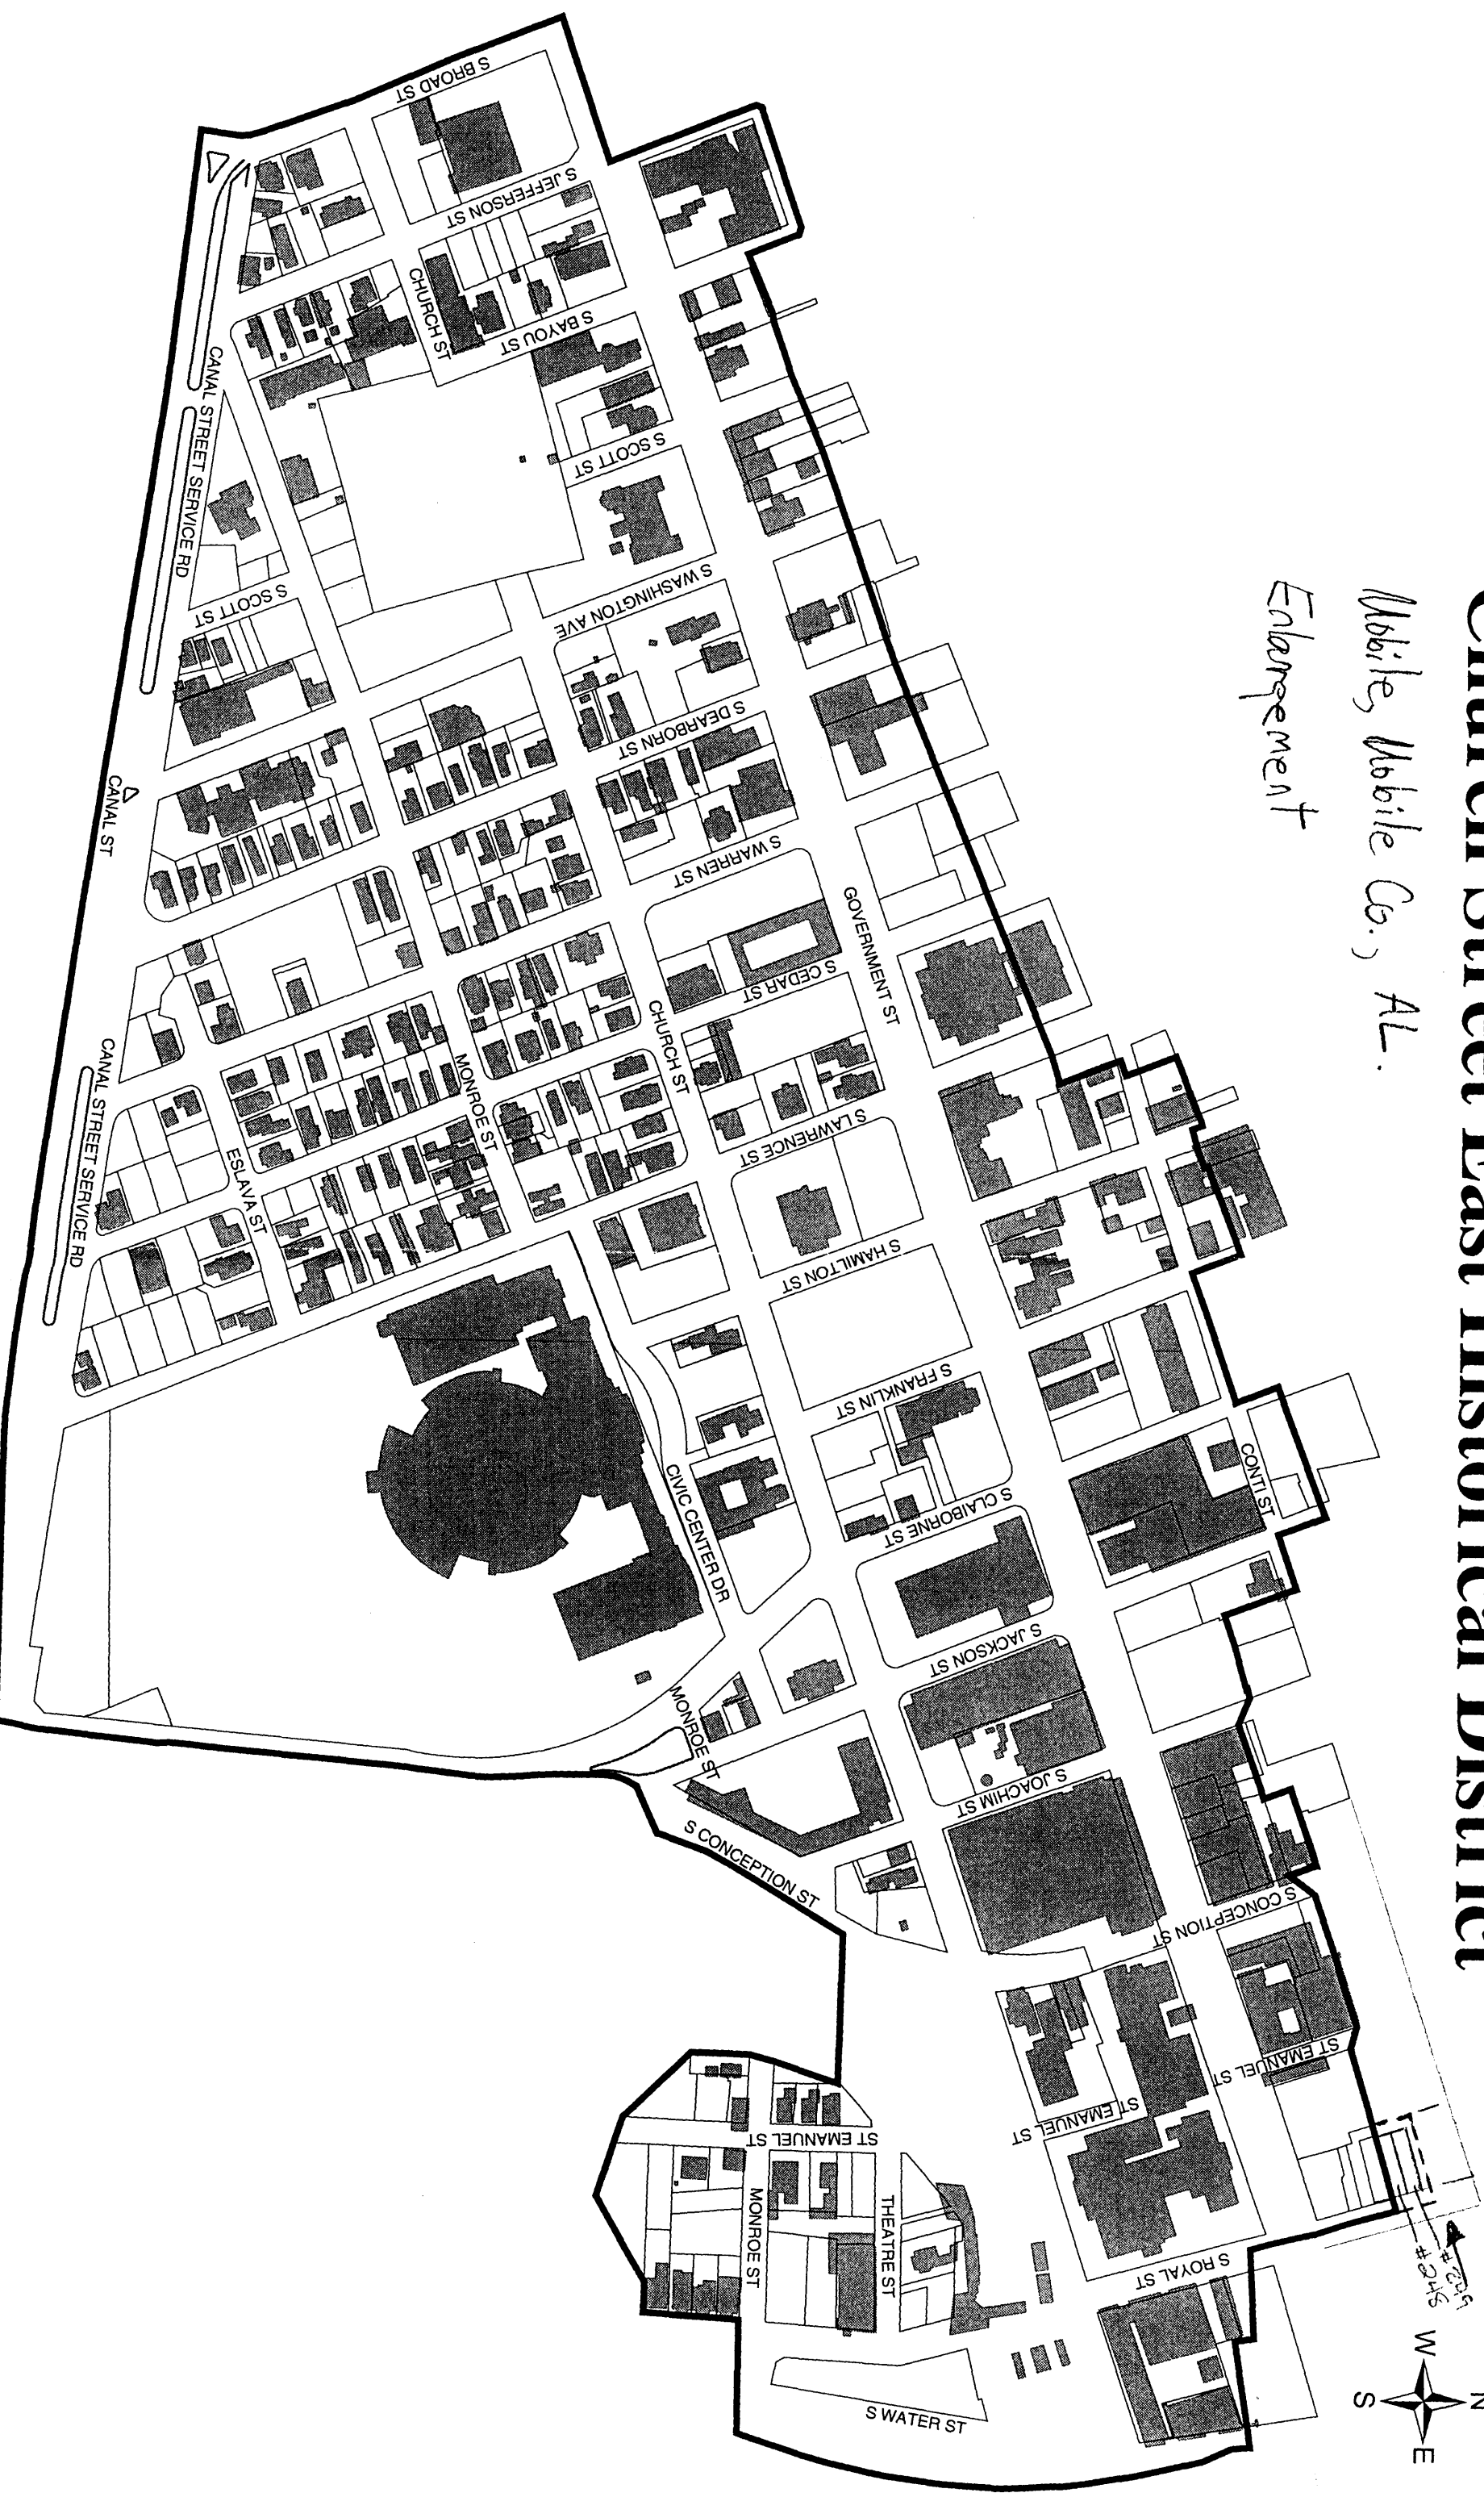 Church Street East Historical District
Mobile, Mobile Co., AL.
Enlargement
N
W
E
S
#249
#248
S BROAD ST
S JEFFERSON ST
CHURCH ST
S BAYOU ST
S SCOTT ST
CANAL STREET SERVICE RD
S SCOTT ST
S WASHINGTON AVE
S DEARBORN ST
S WARREN ST
CANAL ST
GOVERNMENT ST
S CEDAR ST
CHURCH ST
MONROE ST
S LAWRENCE ST
CANAL STREET SERVICE RD
ESLAVA ST
S HAMILTON ST
S FRANKLIN ST
CONTI ST
S CLAIBORNE ST
CIVIC CENTER DR
S JACKSON ST
MONROE ST
S JOACHIM ST
S CONCEPTION ST
S CONCEPTION ST
ST EMANUEL ST
ST EMANUEL ST
ST EMANUEL ST
MONROE ST
THEATRE ST
S ROYAL ST
S WATER ST